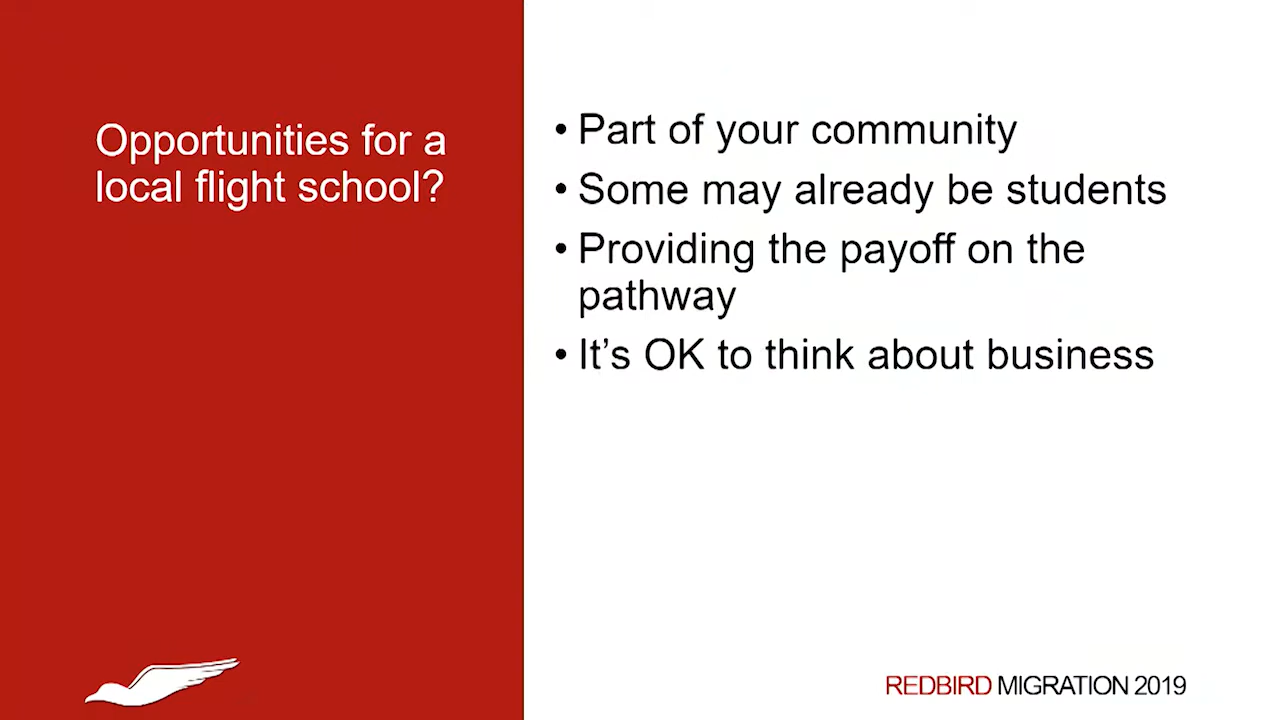 Opportunities for a
local flight school?
• Part of your community
• Some may already be students
• Providing the payoff on the
pathway
• It’s OK to think about business
REDBIRD MIGRATION 2019